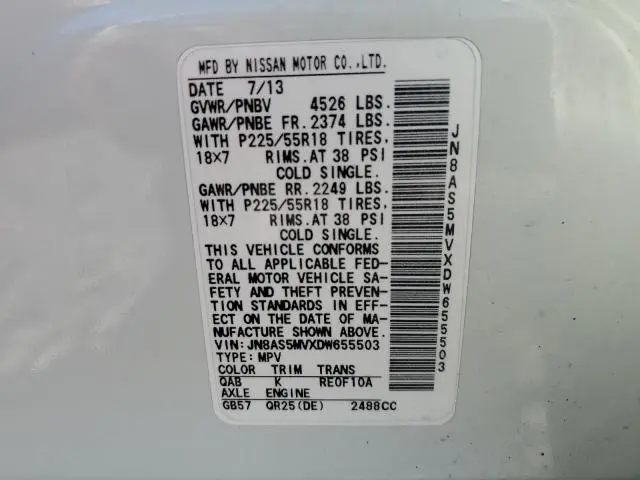 MFD BY NISSAN MOTOR CO.,LTD.
DATE 7/13
GVWR/PNBV 4526 LBS.
GAWR/PNBE FR. 2374 LBS.
WITH P225/55R18 TIRES,
18×7 RIMS.AT 38 PSI
COLD SINGLE.
GAWR/PNBE RR. 2249 LBS.
WITH P225/55R18 TIRES,
18×7 RIMS.AT 38 PSI
COLD SINGLE.
THIS VEHICLE CONFORMS
TO ALL APPLICABLE FED-
ERAL MOTOR VEHICLE SA-
FETY AND THEFT PREVEN-
TION STANDARDS IN EFF-
ECT ON THE DATE OF MA-
NUFACTURE SHOWN ABOVE.
VIN: JN8AS5MVXDW655503
TYPE: MPV
COLOR TRIM TRANS
QAB K RE0F10A
AXLE ENGINE
GB57 QR25(DE) 2488CC
JN8AS5MVXDW655503